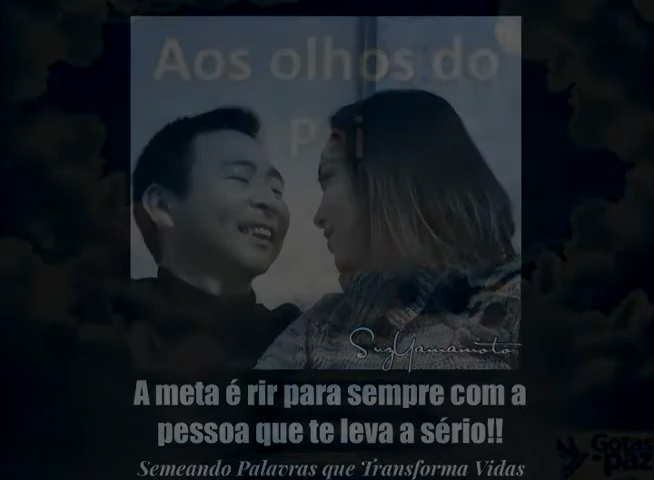 Aos olhos do
Pai
SuzYamamoto
A meta é rir para sempre com a
pessoa que te leva a sério!!
Semeando Palavras que Transforma Vidas
Gotas
de paz